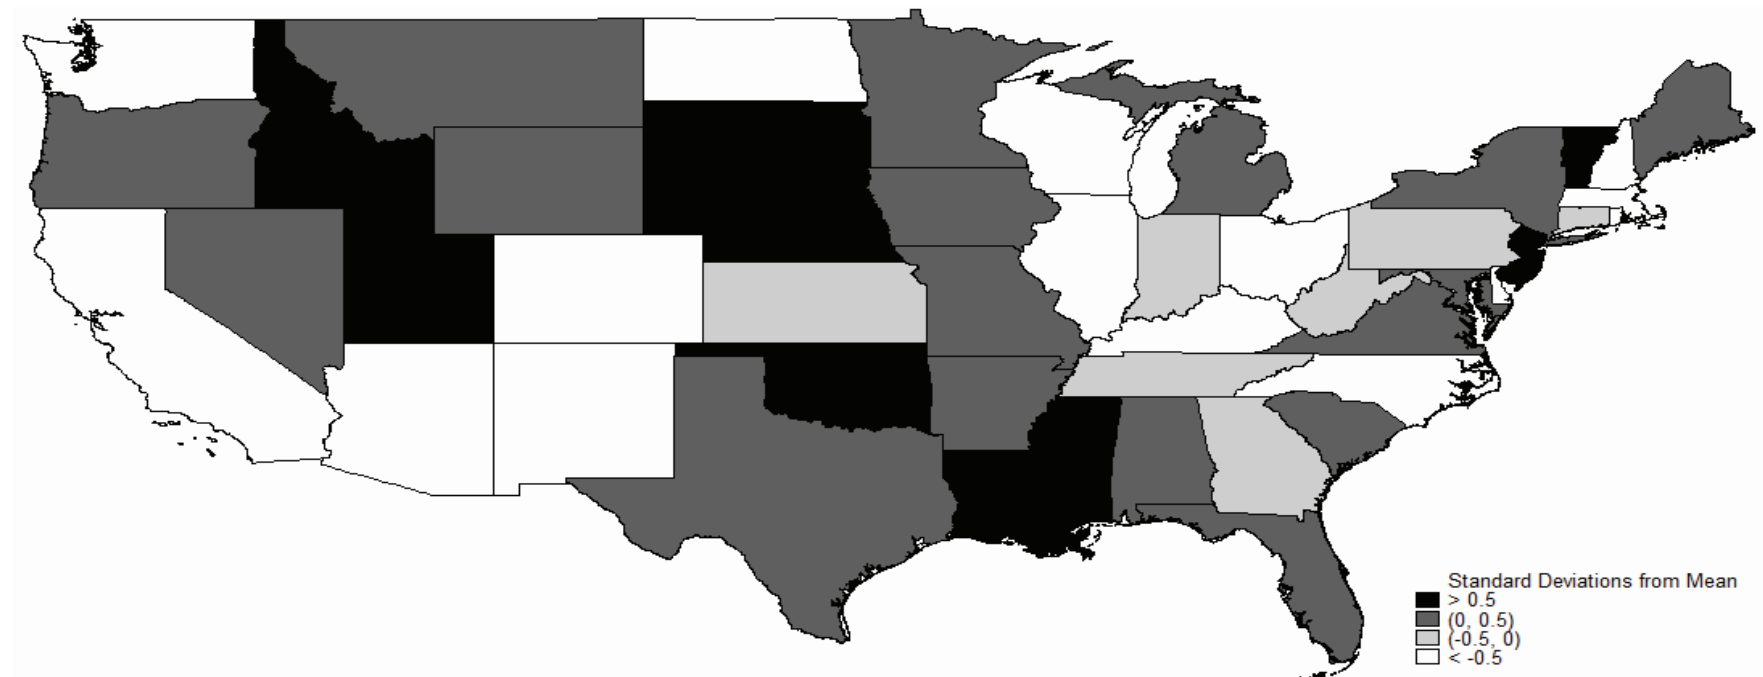 Standard Deviations from Mean
> 0.5
(0, 0.5)
(-0.5, 0)
< -0.5